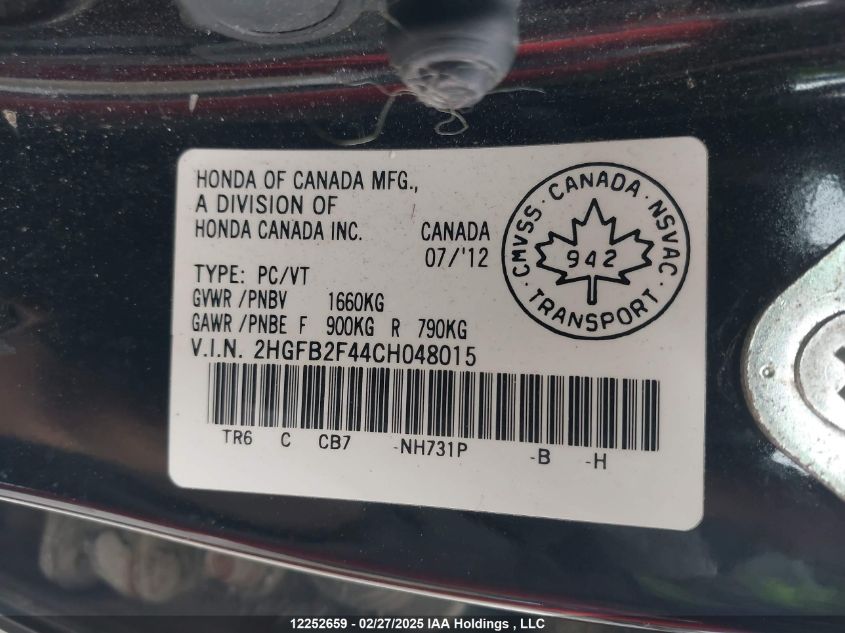 HONDA OF CANADA MFG.,
A DIVISION OF
HONDA CANADA INC. CANADA
07/'12
TYPE: PC/VT
GVWR /PNBV 1660KG
GAWR /PNBE F 900KG R 790KG
V.I.N. 2HGFB2F44CH048015
TR6 C CB7 -NH731P -B -H
CMVSS · CANADA · NSVAC ·
942
TRANSPORT ·
12252659 - 02/27/2025 IAA Holdings , LLC